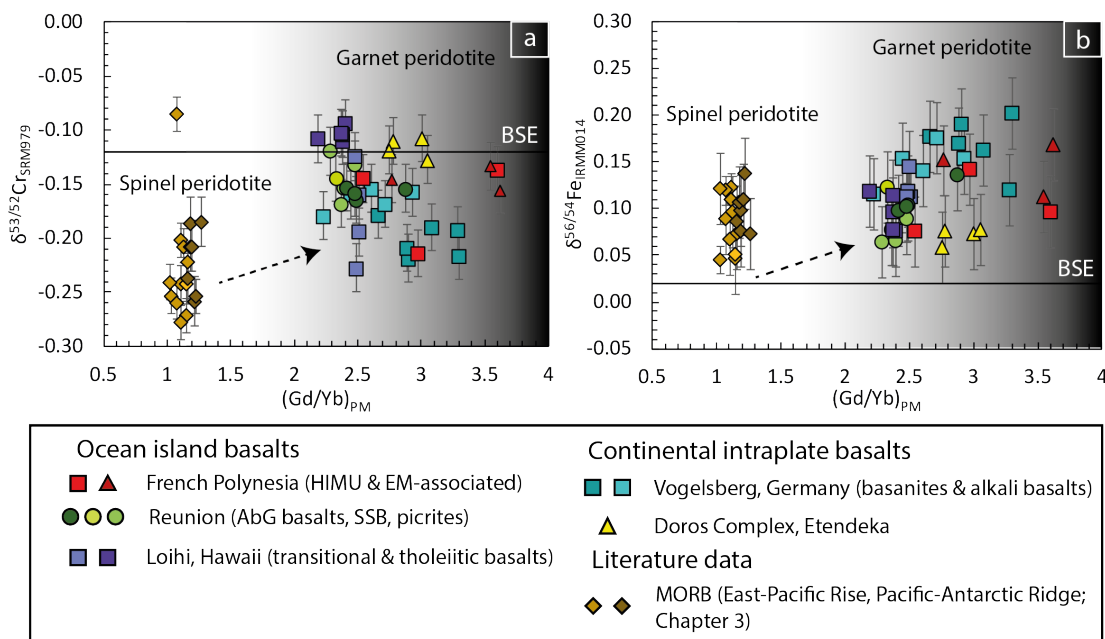 a
Garnet peridotite
BSE
Spinel peridotite
0.00
-0.05
-0.10
-0.15
-0.20
-0.25
-0.30
δ53/52CrSRM979
0.5 1 1.5 2 2.5 3 3.5 4
(Gd/Yb)PM
b
Garnet peridotite
Spinel peridotite
BSE
0.30
0.25
0.20
0.15
0.10
0.05
0.00
-0.05
δ56/54FeIRMM014
0.5 1 1.5 2 2.5 3 3.5 4
(Gd/Yb)PM
Ocean island basalts
French Polynesia (HIMU & EM-associated)
Reunion (AbG basalts, SSB, picrites)
Loihi, Hawaii (transitional & tholeiitic basalts)
Continental intraplate basalts
Vogelsberg, Germany (basanites & alkali basalts)
Doros Complex, Etendeka
Literature data
MORB (East-Pacific Rise, Pacific-Antarctic Ridge;
Chapter 3)